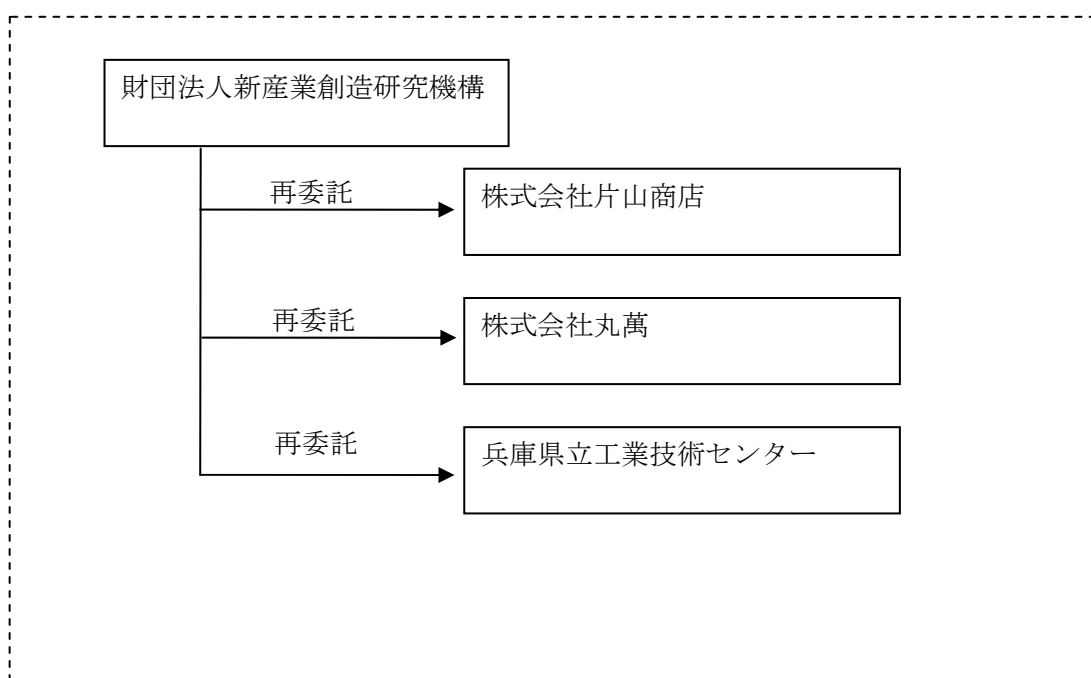 財団法人新産業創造研究機構
再委託
株式会社片山商店
再委託
株式会社丸萬
再委託
兵庫県立工業技術センター